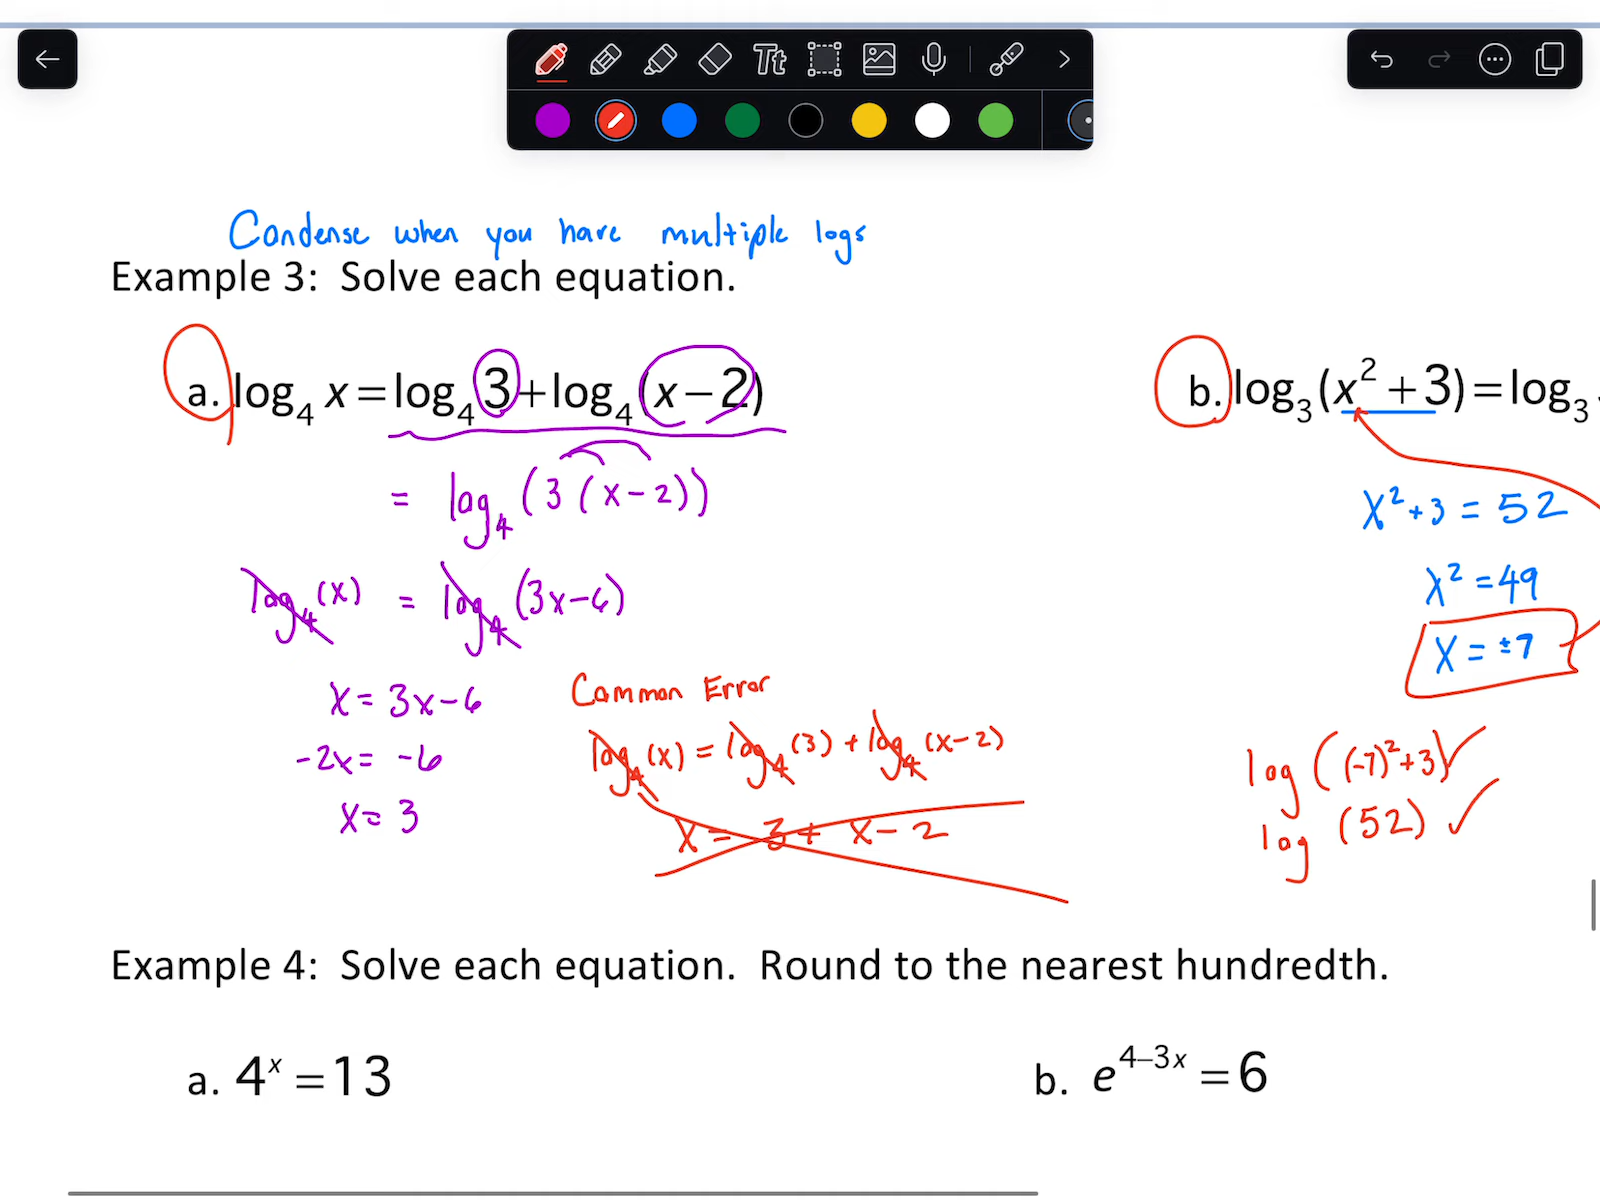 Tt
Condense when you have multiple logs
Example 3: Solve each equation.
a. log₄ x = log₄ 3 + log₄ (x – 2)
= log₄ (3 (x – 2))
log₄ (x) = log₄ (3x – 6)
x = 3x – 6
-2x = -6
x = 3
Common Error
log₄ (x) = log₄ (3) + log₄ (x – 2)
x = 3 + x – 2
b. log₃ (x² + 3) = log₃
x² + 3 = 52
x² = 49
x = ±7
log ((-7)² + 3) ✓
log (52) ✓
Example 4: Solve each equation. Round to the nearest hundredth.
a. 4ˣ = 13
b. e⁴⁻³ˣ = 6